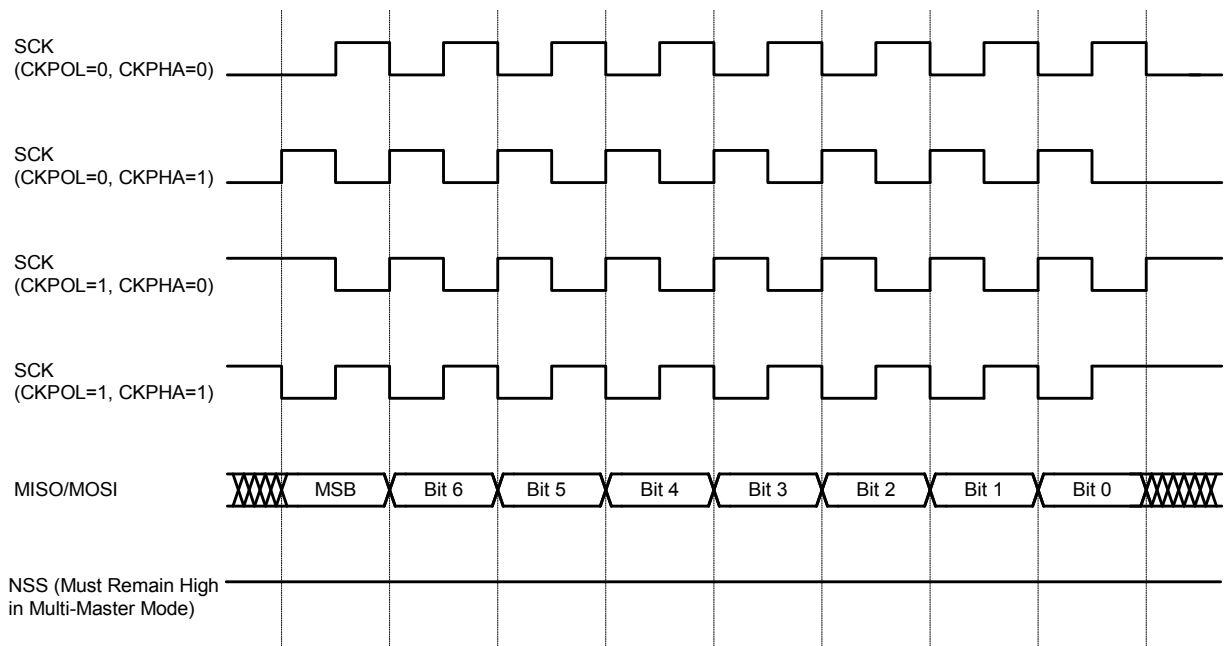 SCK
(CKPOL=0, CKPHA=0)
SCK
(CKPOL=0, CKPHA=1)
SCK
(CKPOL=1, CKPHA=0)
SCK
(CKPOL=1, CKPHA=1)
MISO/MOSI MSB Bit 6 Bit 5 Bit 4 Bit 3 Bit 2 Bit 1 Bit 0
NSS (Must Remain High
in Multi-Master Mode)